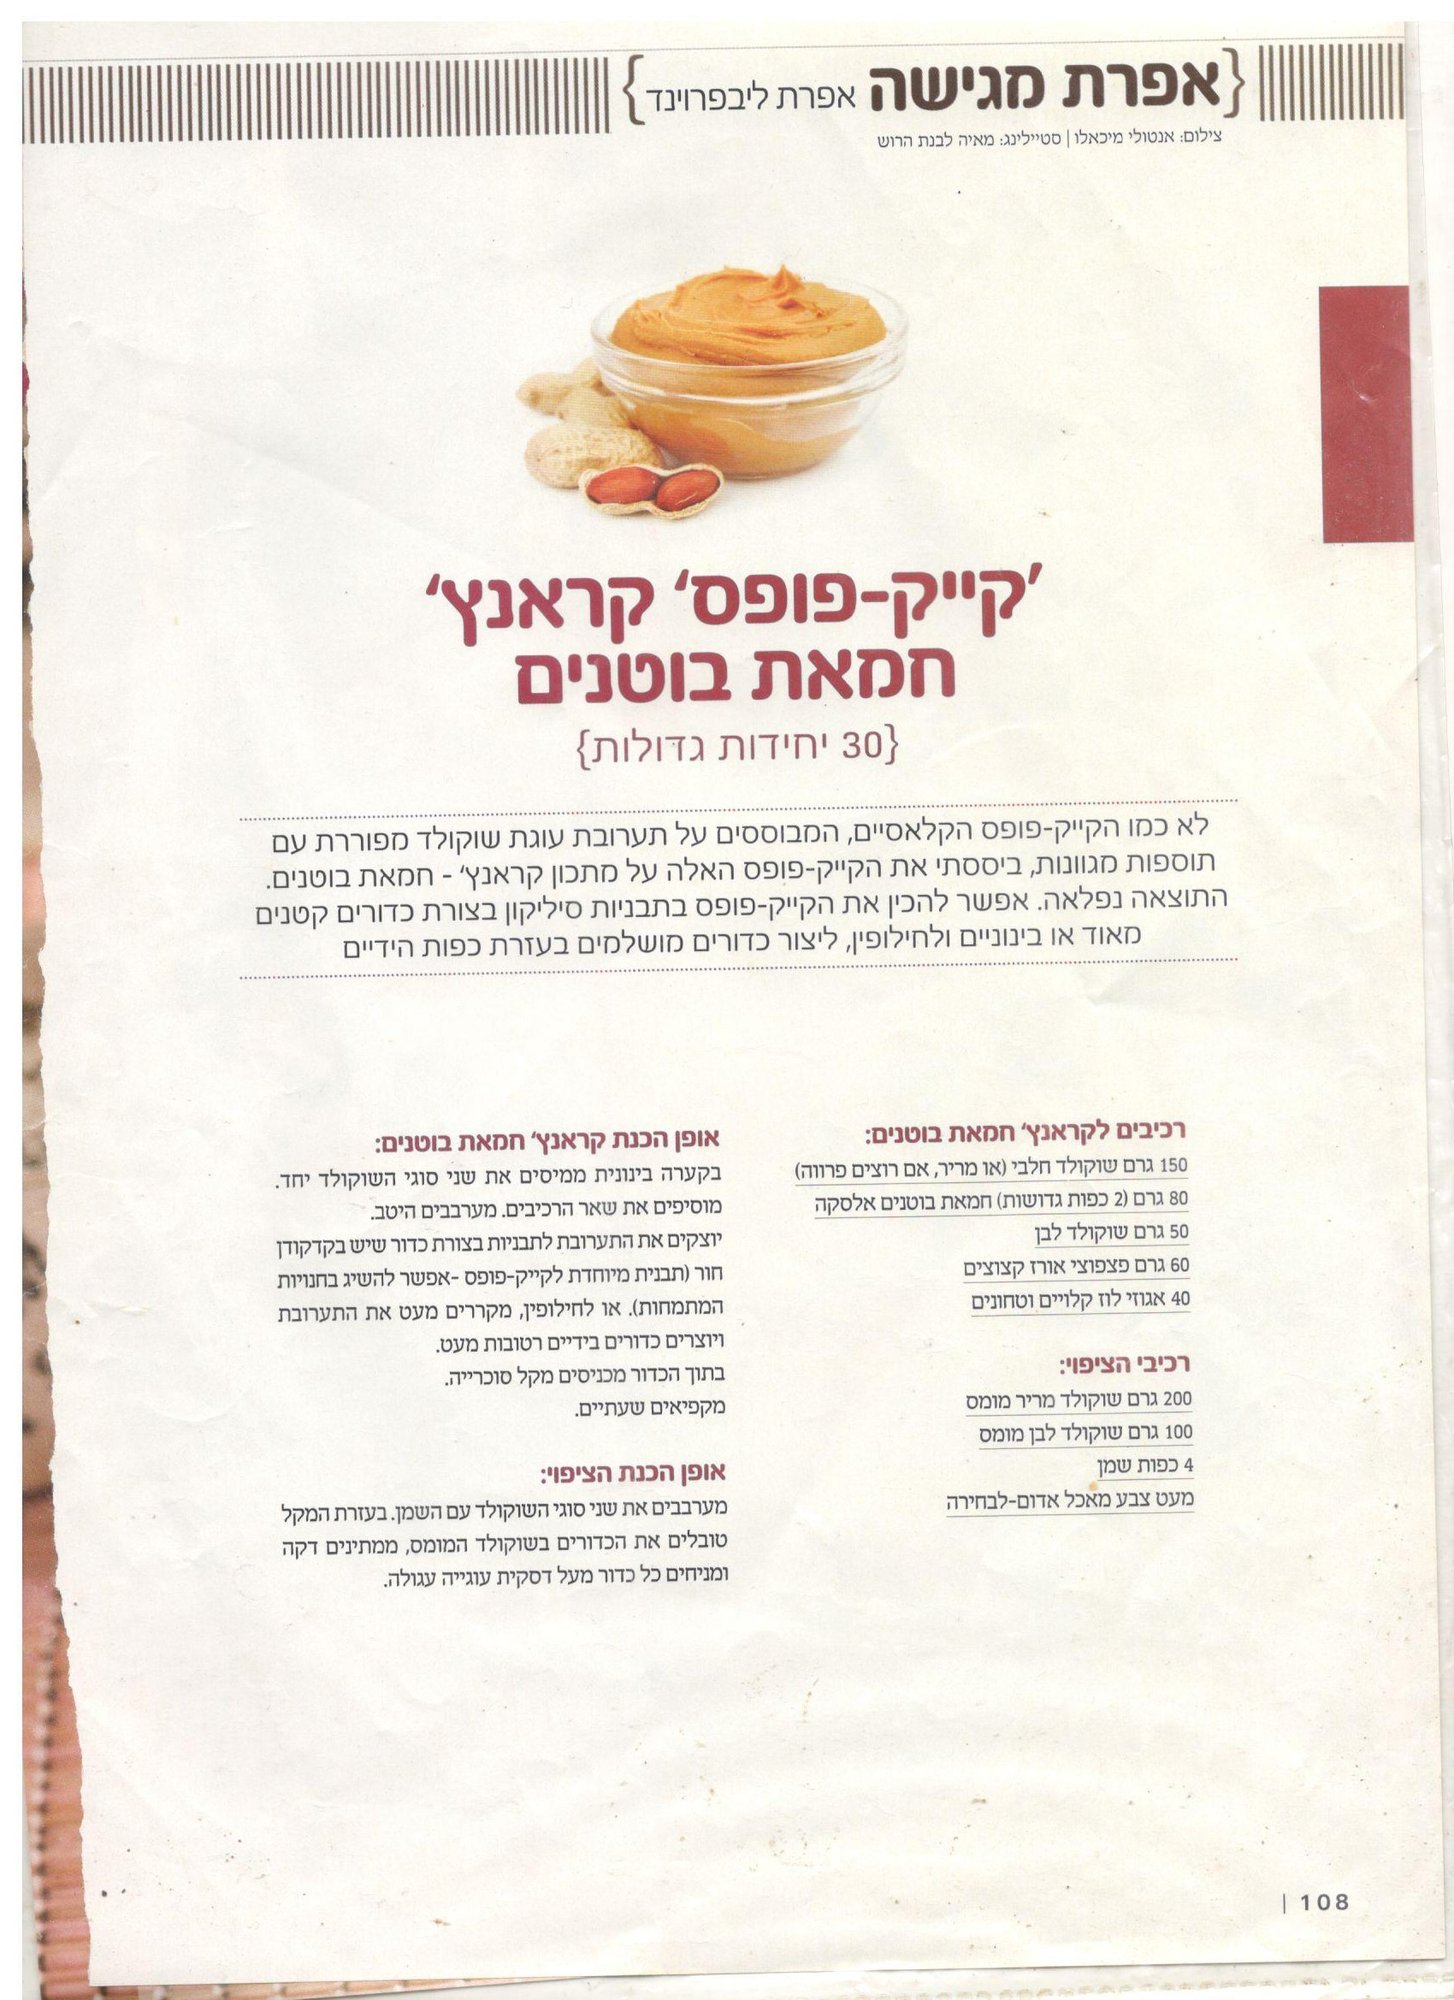 {אפרת מגישה אפרת ליבפרוינד}
צילום: אנטולי מיכאלו | סטיילינג: מאיה לבנת הרוש
'קייק-פופס' קראנץ'
חמאת בוטנים
{30 יחידות גדולות}
לא כמו הקייק-פופס הקלאסיים, המבוססים על תערובת עוגת שוקולד מפוררת עם
תוספות מגוונות, ביססתי את הקייק-פופס האלה על מתכון קראנץ' - חמאת בוטנים.
התוצאה נפלאה. אפשר להכין את הקייק-פופס בתבניות סיליקון בצורת כדורים קטנים
מאוד או בינוניים ולחילופין, ליצור כדורים מושלמים בעזרת כפות הידיים
רכיבים לקראנץ' חמאת בוטנים:
150 גרם שוקולד חלבי (או מריר, אם רוצים פרווה)
80 גרם (2 כפות גדושות) חמאת בוטנים אלסקה
50 גרם שוקולד לבן
60 גרם פצפוצי אורז קצוצים
40 אגוזי לוז קלויים וטחונים
רכיבי הציפוי:
200 גרם שוקולד מריר מומס
100 גרם שוקולד לבן מומס
4 כפות שמן
מעט צבע מאכל אדום-לבחירה
אופן הכנת קראנץ' חמאת בוטנים:
בקערה בינונית ממיסים את שני סוגי השוקולד יחד.
מוסיפים את שאר הרכיבים. מערבבים היטב.
יוצקים את התערובת לתבניות בצורת כדור שיש בקדקודן
חור (תבנית מיוחדת לקייק-פופס -אפשר להשיג בחנויות
המתמחות). או לחילופין, מקררים מעט את התערובת
ויוצרים כדורים בידיים רטובות מעט.
בתוך הכדור מכניסים מקל סוכרייה.
מקפיאים שעתיים.
אופן הכנת הציפוי:
מערבבים את שני סוגי השוקולד עם השמן. בעזרת המקל
טובלים את הכדורים בשוקולד המומס, ממתינים דקה
ומניחים כל כדור מעל דסקית עוגייה עגולה.
108 |